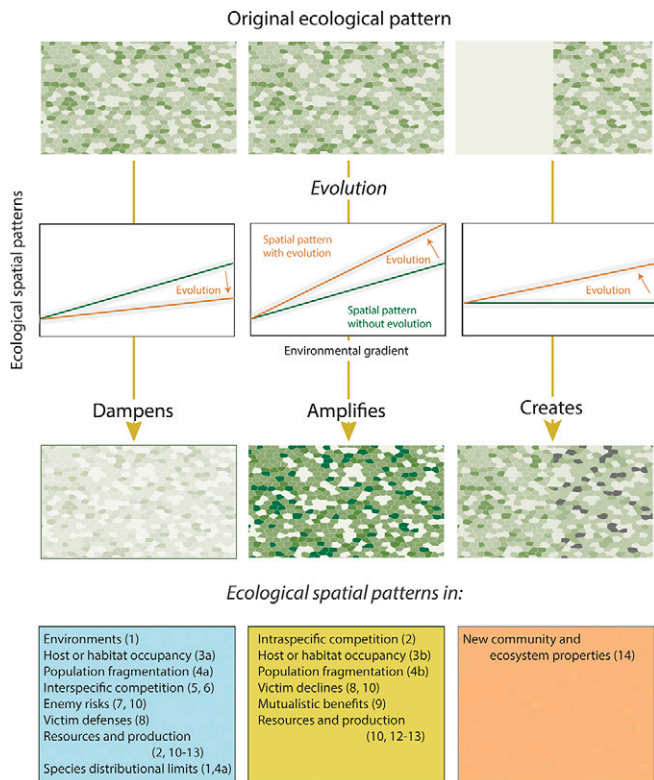 Original ecological pattern
Evolution
Ecological spatial patterns
Evolution
Spatial pattern
with evolution
Evolution
Spatial pattern
without evolution
Evolution
Environmental gradient
Dampens
Amplifies
Creates
Ecological spatial patterns in:
Environments (1)
Host or habitat occupancy (3a)
Population fragmentation (4a)
Interspecific competition (5, 6)
Enemy risks (7, 10)
Victim defenses (8)
Resources and production
(2, 10-13)
Species distributional limits (1,4a)
Intraspecific competition (2)
Host or habitat occupancy (3b)
Population fragmentation (4b)
Victim declines (8, 10)
Mutualistic benefits (9)
Resources and production
(10, 12-13)
New community and
ecosystem properties (14)